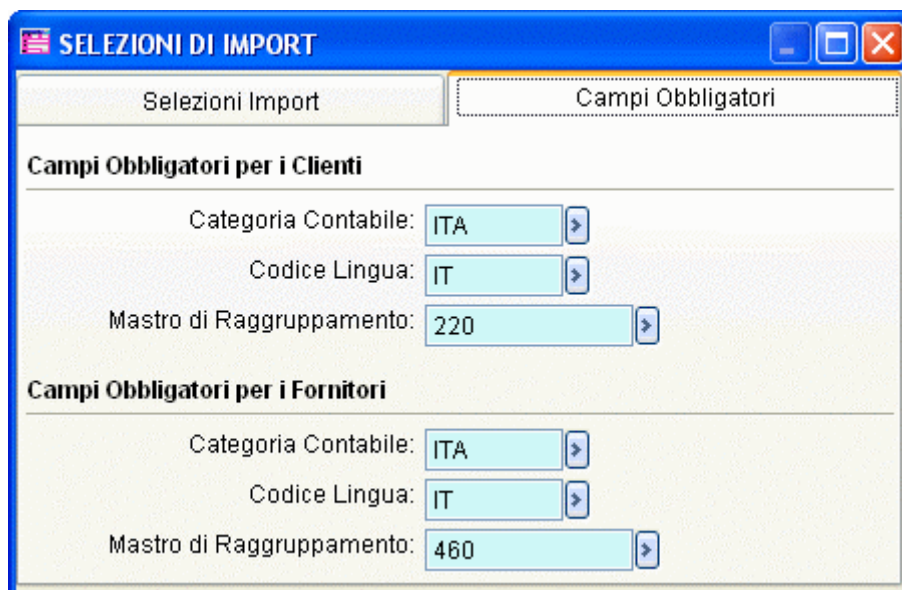 SELEZIONI DI IMPORT
Selezioni Import Campi Obbligatori
Campi Obbligatori per i Clienti
Categoria Contabile: ITA
Codice Lingua: IT
Mastro di Raggruppamento: 220
Campi Obbligatori per i Fornitori
Categoria Contabile: ITA
Codice Lingua: IT
Mastro di Raggruppamento: 460